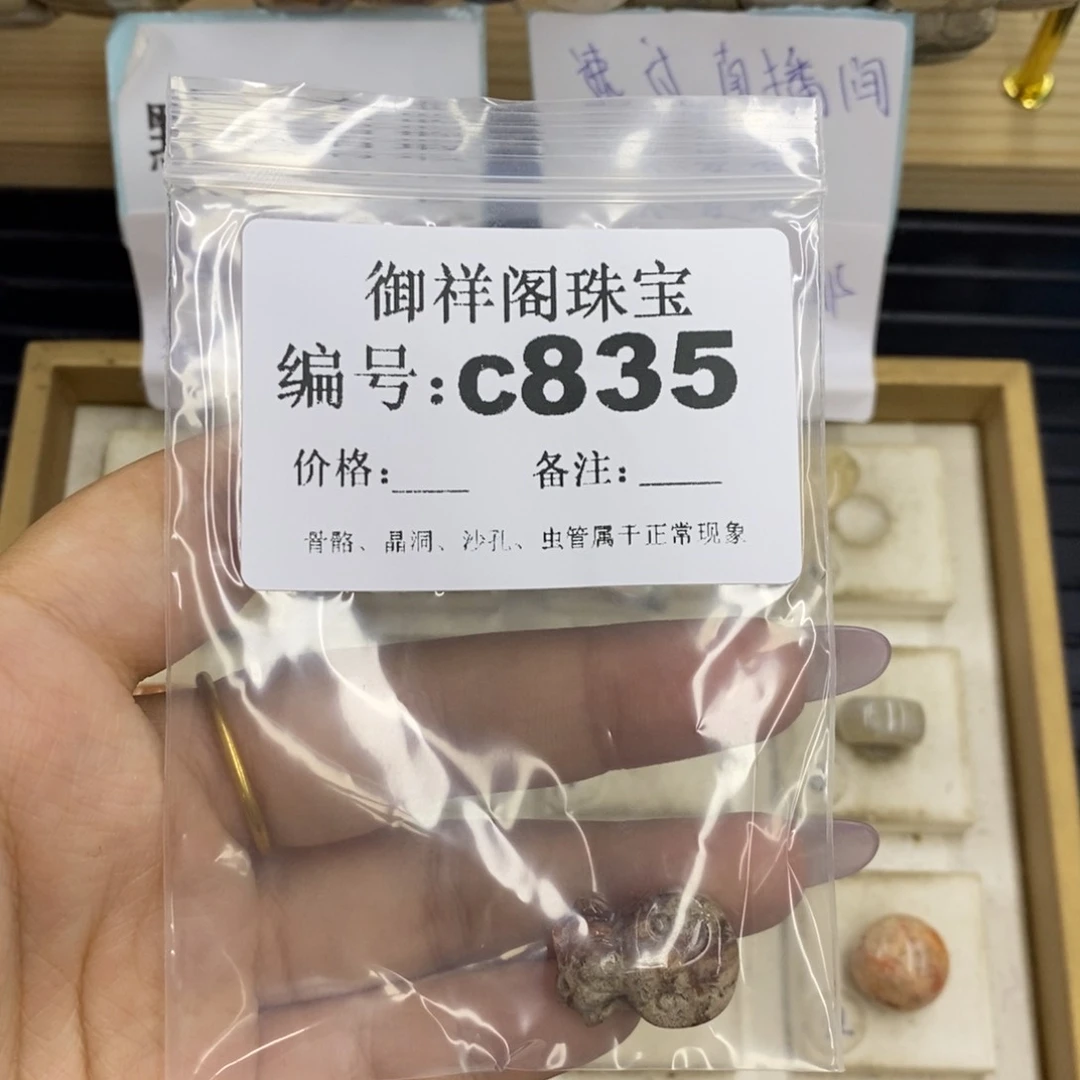 直播间
御祥阁珠宝
编号:c835
价格:____ 备注:____
骨骼、晶洞、沙孔、虫管属于正常现象